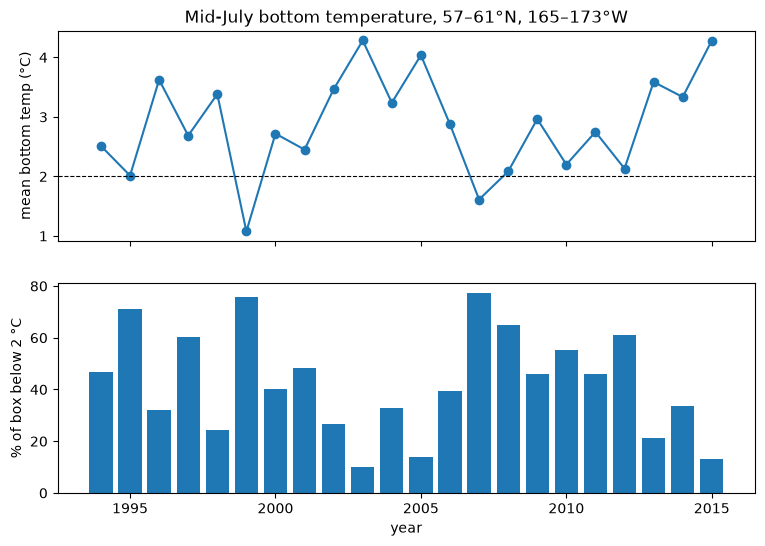 Mid-July bottom temperature, 57–61°N, 165–173°W
mean bottom temp (°C)
4
3
2
1
% of box below 2 °C
80
60
40
20
0
1995 2000 2005 2010 2015
year